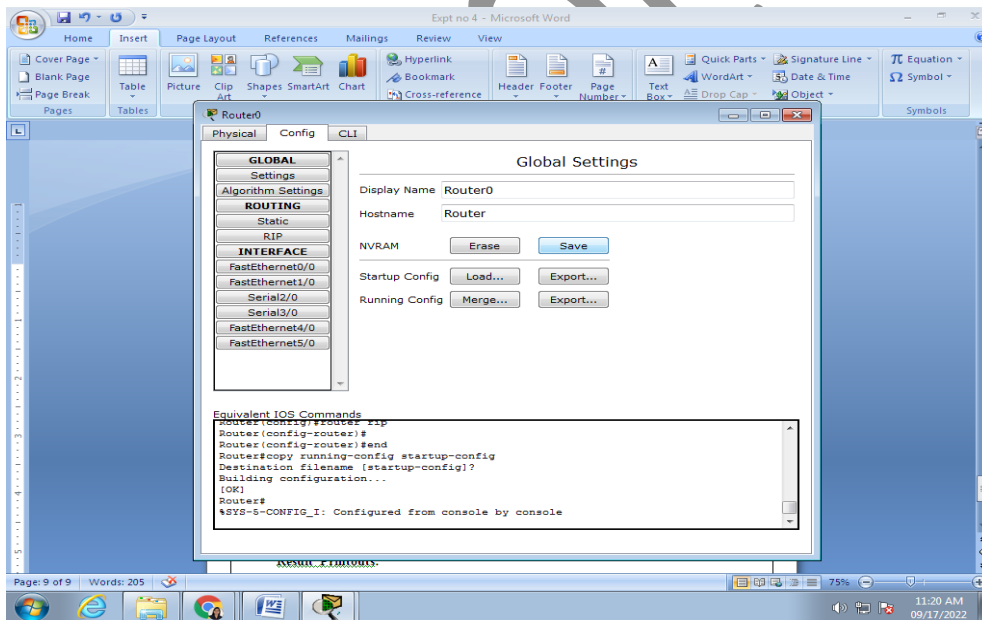 Expt no 4 - Microsoft Word
Home Insert Page Layout References Mailings Review View
Cover Page
Blank Page
Page Break
Pages
Table
Tables
Picture
Clip Art
Shapes
SmartArt
Chart
Hyperlink
Bookmark
Cross-reference
Header
Footer
Page Number
Text Box
Quick Parts
WordArt
Drop Cap
Signature Line
Date & Time
Object
Equation
Symbol
Symbols
Router0
Physical Config CLI
GLOBAL
Settings
Algorithm Settings
ROUTING
Static
RIP
INTERFACE
FastEthernet0/0
FastEthernet1/0
Serial2/0
Serial3/0
FastEthernet4/0
FastEthernet5/0
Global Settings
Display Name Router0
Hostname Router
NVRAM Erase Save
Startup Config Load... Export...
Running Config Merge... Export...
Equivalent IOS Commands
Router(config)#router rip
Router(config-router)#
Router(config-router)#end
Router#copy running-config startup-config
Destination filename [startup-config]?
Building configuration...
[OK]
Router#
%SYS-5-CONFIG_I: Configured from console by console
Result Printouts:
Page: 9 of 9 Words: 205 75%
11:20 AM
09/17/2022